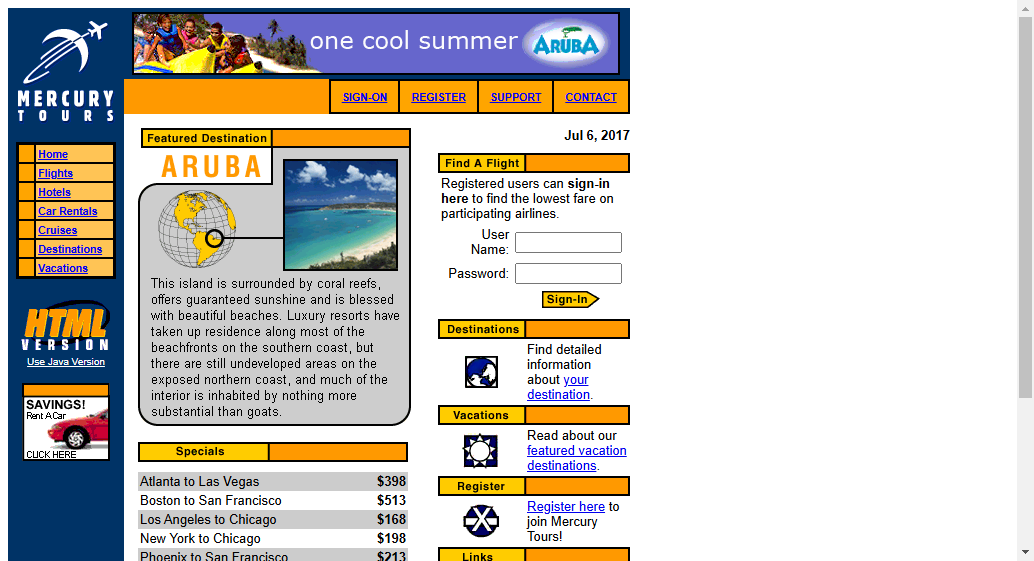 one cool summer ARUBA
MERCURY
TOURS
SIGN-ON REGISTER SUPPORT CONTACT
Home
Flights
Hotels
Car Rentals
Cruises
Destinations
Vacations
HTML
VERSION
Use Java Version
SAVINGS!
Rent A Car
CLICK HERE
Featured Destination
ARUBA
This island is surrounded by coral reefs,
offers guaranteed sunshine and is blessed
with beautiful beaches. Luxury resorts have
taken up residence along most of the
beachfronts on the southern coast, but
there are still undeveloped areas on the
exposed northern coast, and much of the
interior is inhabited by nothing more
substantial than goats.
Specials
Atlanta to Las Vegas $398
Boston to San Francisco $513
Los Angeles to Chicago $168
New York to Chicago $198
Phoenix to San Francisco $213
Jul 6, 2017
Find A Flight
Registered users can sign-in
here to find the lowest fare on
participating airlines.
User
Name:
Password:
Sign-In
Destinations
Find detailed
information
about your
destination.
Vacations
Read about our
featured vacation
destinations.
Register
Register here to
join Mercury
Tours!
Links